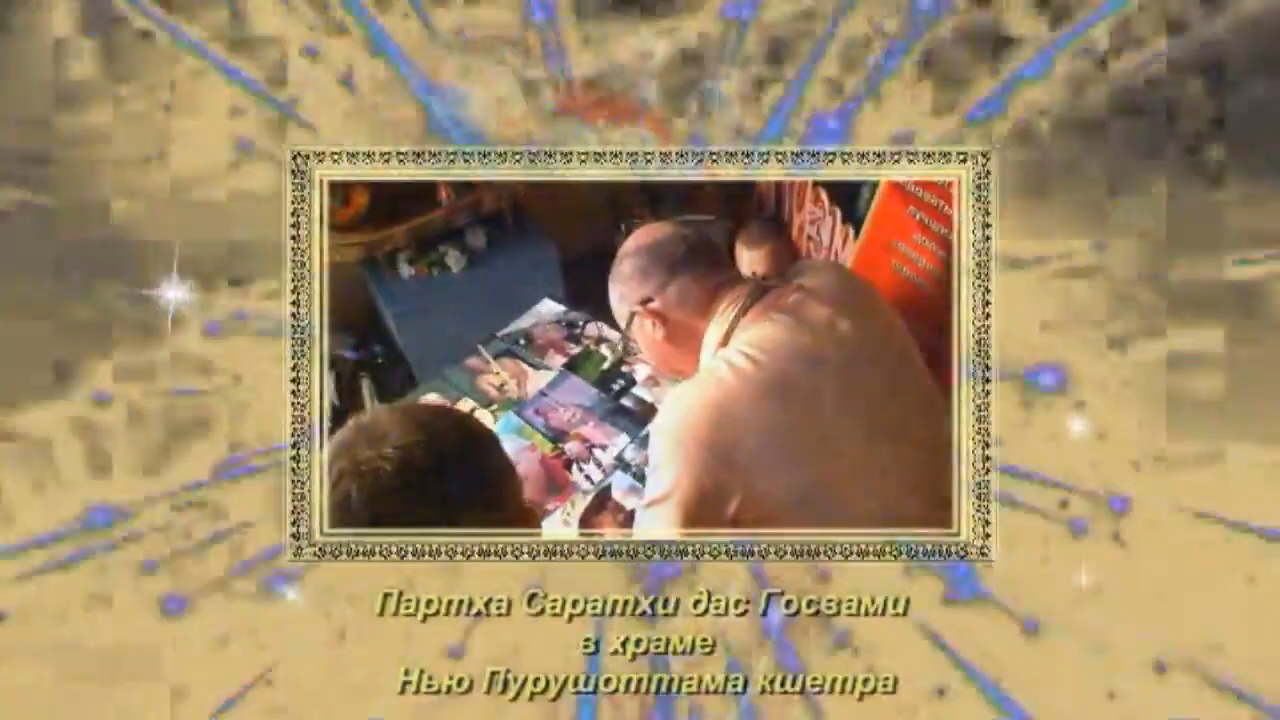 Партха Саратхи дас Госвами
в храме
Нью Пурушоттама кшетра